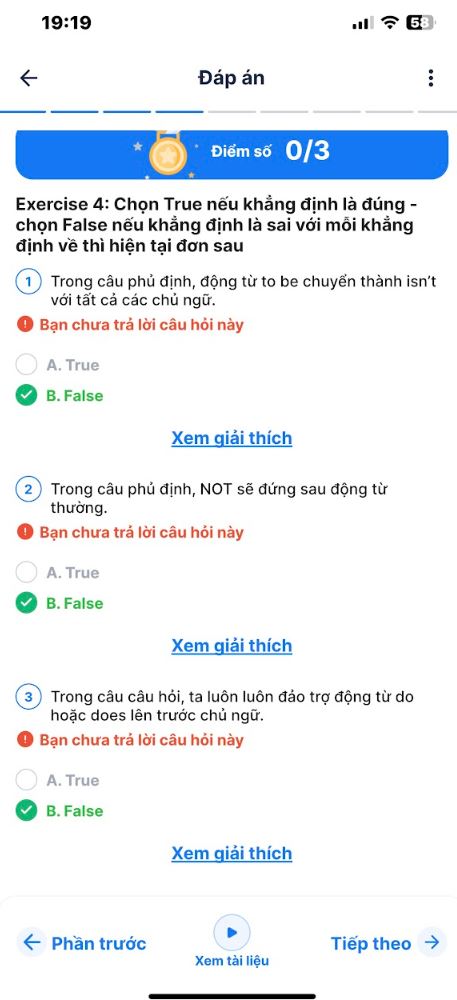 19:19
58
Đáp án
Điểm số 0/3
Exercise 4: Chọn True nếu khẳng định là đúng -
chọn False nếu khẳng định là sai với mỗi khẳng
định về thì hiện tại đơn sau
1 Trong câu phủ định, động từ to be chuyển thành isn't
với tất cả các chủ ngữ.
! Bạn chưa trả lời câu hỏi này
A. True
B. False
Xem giải thích
2 Trong câu phủ định, NOT sẽ đứng sau động từ
thường.
! Bạn chưa trả lời câu hỏi này
A. True
B. False
Xem giải thích
3 Trong câu câu hỏi, ta luôn luôn đảo trợ động từ do
hoặc does lên trước chủ ngữ.
! Bạn chưa trả lời câu hỏi này
A. True
B. False
Xem giải thích
Phần trước
Xem tài liệu
Tiếp theo